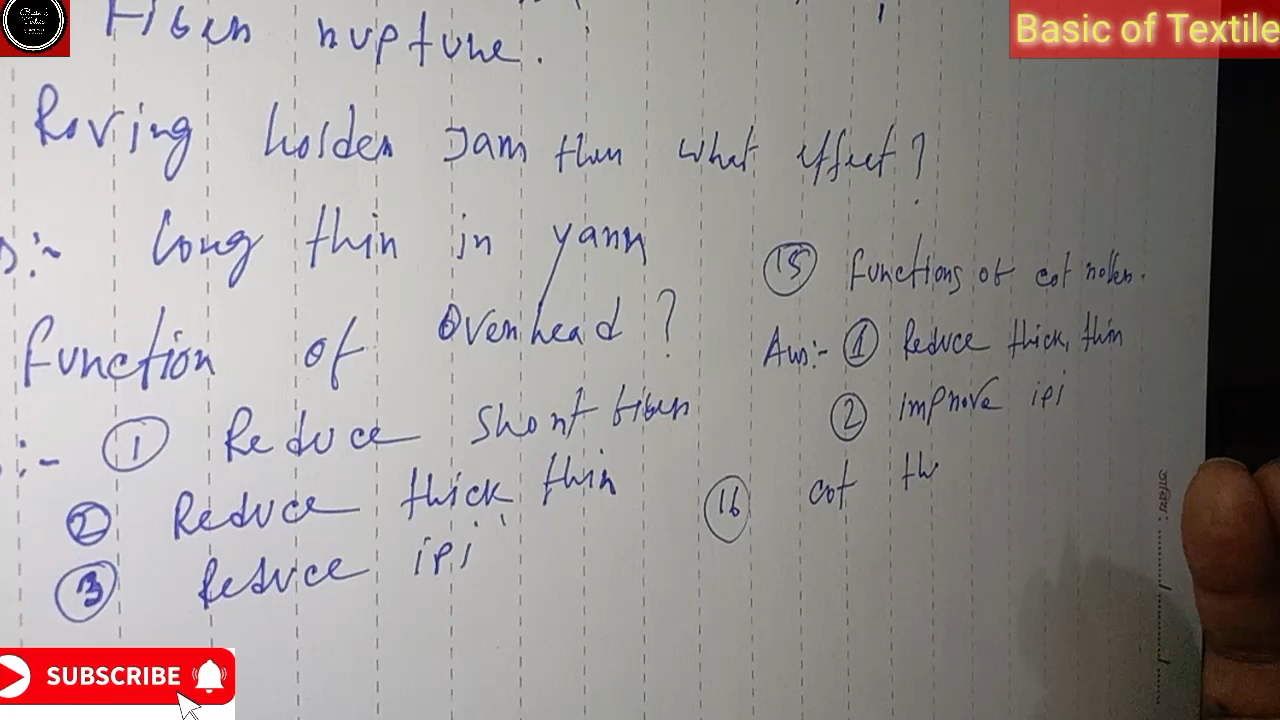 Basic of Textile
Fiber rupture.
Roving holder Jam then what effect?
s:- Long thin in yarn
Function of Overhead?
s:- ① Reduce short fiber
② Reduce thick thin
③ Reduce ipi
⑮ Functions of cot roller.
Ans:- ① Reduce thick, thin
② improve ipi
⑯ cot th
SUBSCRIBE